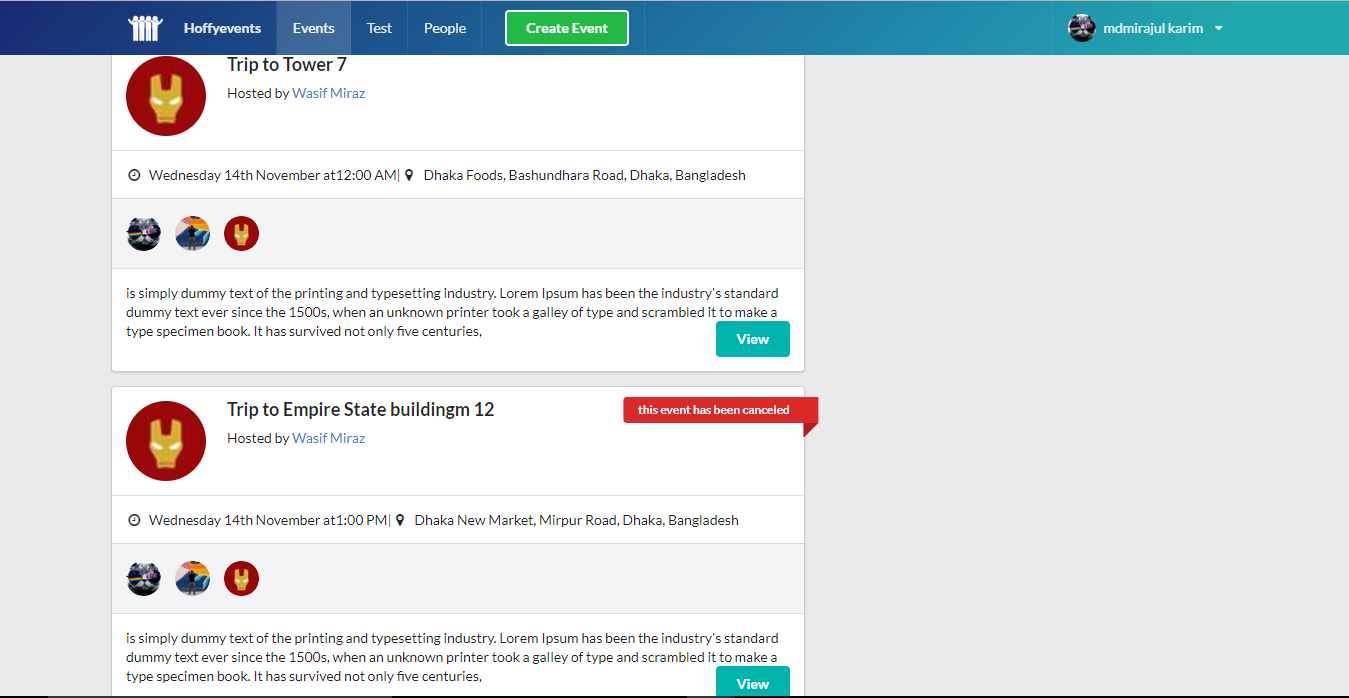 Hoffyevents Events Test People Create Event mdmirajul karim
Trip to Tower 7
Hosted by Wasif Miraz
Wednesday 14th November at12:00 AM| Dhaka Foods, Bashundhara Road, Dhaka, Bangladesh
is simply dummy text of the printing and typesetting industry. Lorem Ipsum has been the industry's standard
dummy text ever since the 1500s, when an unknown printer took a galley of type and scrambled it to make a
type specimen book. It has survived not only five centuries,
View
Trip to Empire State buildingm 12
this event has been canceled
Hosted by Wasif Miraz
Wednesday 14th November at1:00 PM| Dhaka New Market, Mirpur Road, Dhaka, Bangladesh
is simply dummy text of the printing and typesetting industry. Lorem Ipsum has been the industry's standard
dummy text ever since the 1500s, when an unknown printer took a galley of type and scrambled it to make a
type specimen book. It has survived not only five centuries,
View